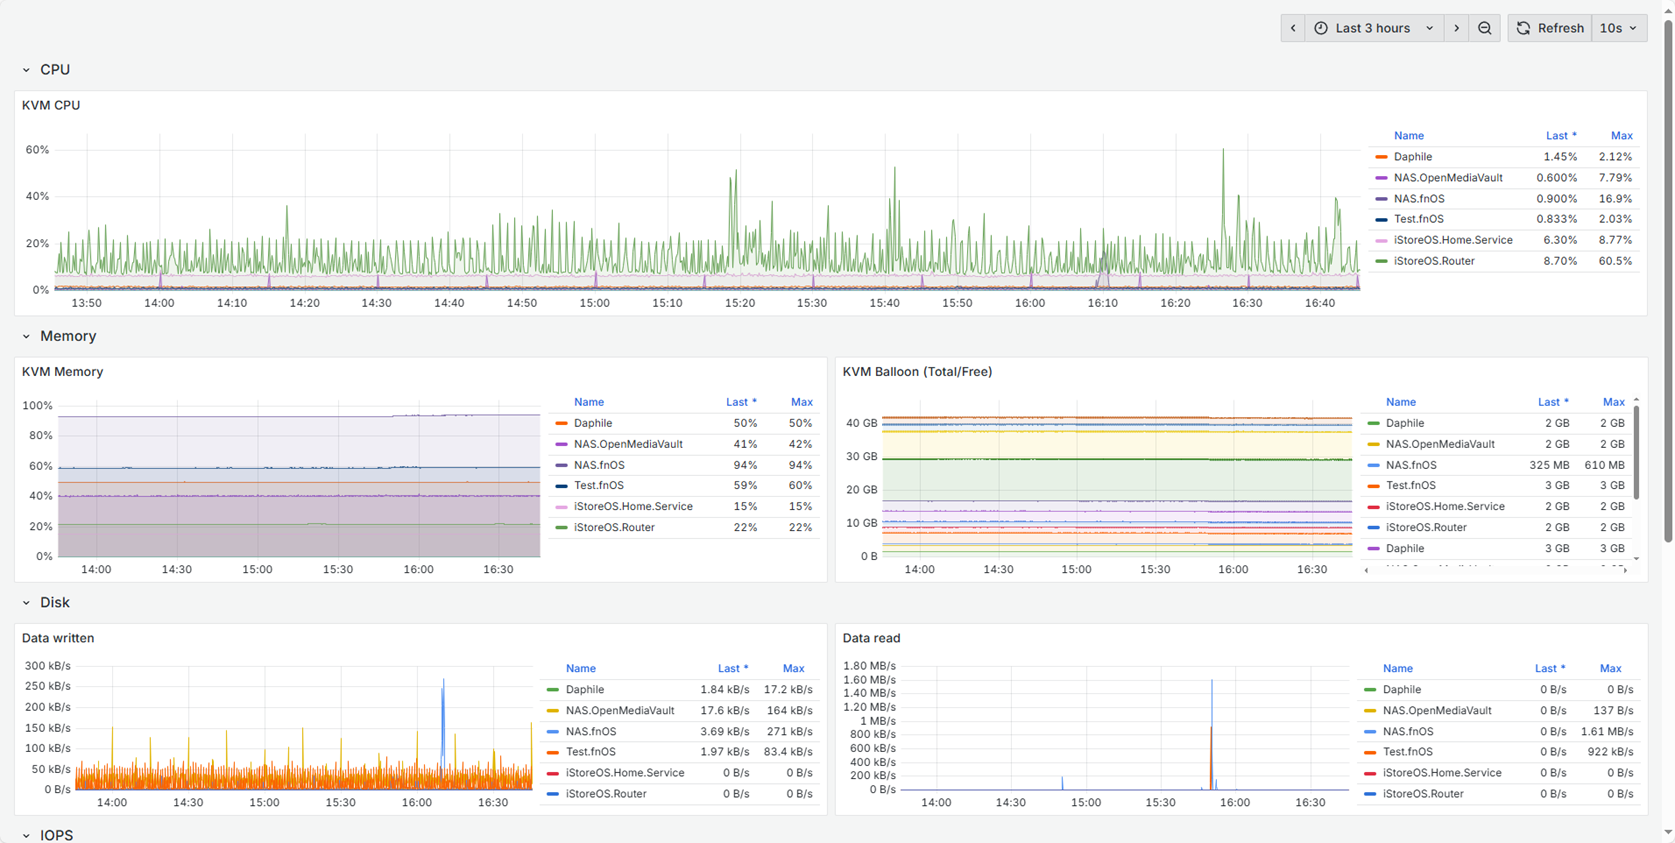 Last 3 hours Refresh 10s
CPU
KVM CPU
60%
40%
20%
0%
13:50 14:00 14:10 14:20 14:30 14:40 14:50 15:00 15:10 15:20 15:30 15:40 15:50 16:00 16:10 16:20 16:30 16:40
Name Last * Max
Daphile 1.45% 2.12%
NAS.OpenMediaVault 0.600% 7.79%
NAS.fnOS 0.900% 16.9%
Test.fnOS 0.833% 2.03%
iStoreOS.Home.Service 6.30% 8.77%
iStoreOS.Router 8.70% 60.5%
Memory
KVM Memory
100%
80%
60%
40%
20%
0%
14:00 14:30 15:00 15:30 16:00 16:30
Name Last * Max
Daphile 50% 50%
NAS.OpenMediaVault 41% 42%
NAS.fnOS 94% 94%
Test.fnOS 59% 60%
iStoreOS.Home.Service 15% 15%
iStoreOS.Router 22% 22%
KVM Balloon (Total/Free)
40 GB
30 GB
20 GB
10 GB
0 B
14:00 14:30 15:00 15:30 16:00 16:30
Name Last * Max
Daphile 2 GB 2 GB
NAS.OpenMediaVault 2 GB 2 GB
NAS.fnOS 325 MB 610 MB
Test.fnOS 3 GB 3 GB
iStoreOS.Home.Service 2 GB 2 GB
iStoreOS.Router 2 GB 2 GB
Daphile 3 GB 3 GB
Disk
Data written
300 kB/s
250 kB/s
200 kB/s
150 kB/s
100 kB/s
50 kB/s
0 B/s
14:00 14:30 15:00 15:30 16:00 16:30
Name Last * Max
Daphile 1.84 kB/s 17.2 kB/s
NAS.OpenMediaVault 17.6 kB/s 164 kB/s
NAS.fnOS 3.69 kB/s 271 kB/s
Test.fnOS 1.97 kB/s 83.4 kB/s
iStoreOS.Home.Service 0 B/s 0 B/s
iStoreOS.Router 0 B/s 0 B/s
Data read
1.80 MB/s
1.60 MB/s
1.40 MB/s
1.20 MB/s
1 MB/s
800 kB/s
600 kB/s
400 kB/s
200 kB/s
0 B/s
14:00 14:30 15:00 15:30 16:00 16:30
Name Last * Max
Daphile 0 B/s 0 B/s
NAS.OpenMediaVault 0 B/s 137 B/s
NAS.fnOS 0 B/s 1.61 MB/s
Test.fnOS 0 B/s 922 kB/s
iStoreOS.Home.Service 0 B/s 0 B/s
iStoreOS.Router 0 B/s 0 B/s
IOPS